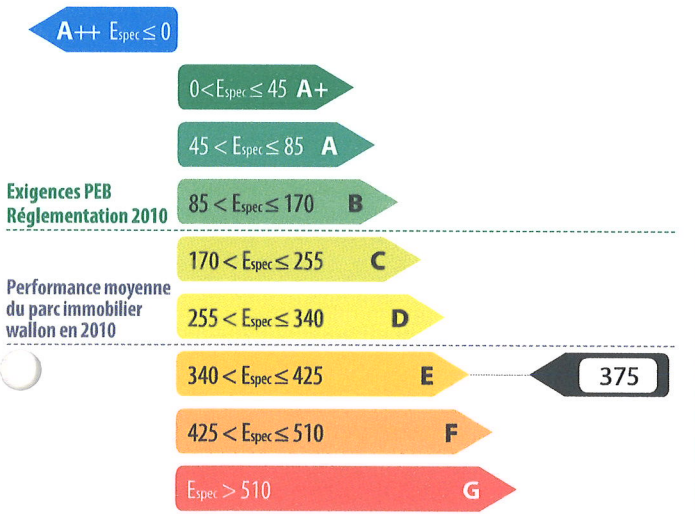 A++ Espec ≤ 0
0 < Espec ≤ 45 A+
45 < Espec ≤ 85 A
Exigences PEB
Réglementation 2010
85 < Espec ≤ 170 B
170 < Espec ≤ 255 C
Performance moyenne
du parc immobilier
wallon en 2010
255 < Espec ≤ 340 D
340 < Espec ≤ 425 E
375
425 < Espec ≤ 510 F
Espec > 510 G